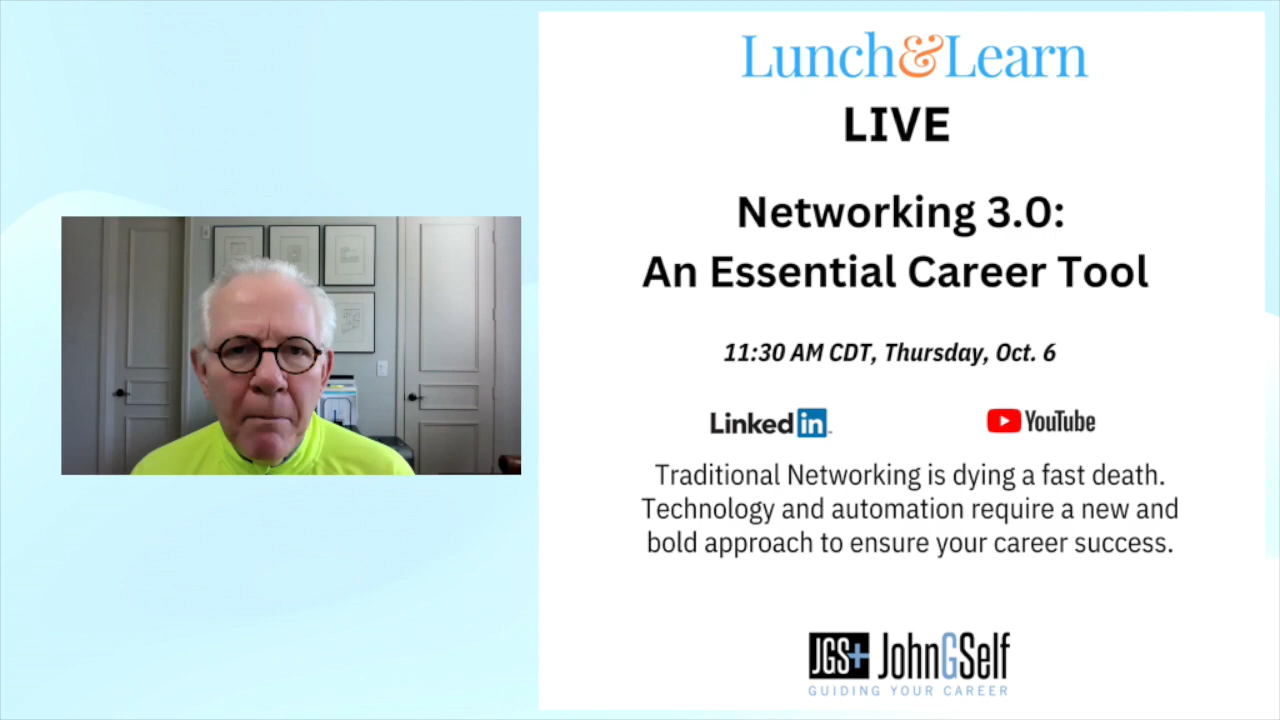 Lunch&Learn
LIVE
Networking 3.0:
An Essential Career Tool
11:30 AM CDT, Thursday, Oct. 6
Linked in
YouTube
Traditional Networking is dying a fast death.
Technology and automation require a new and
bold approach to ensure your career success.
JGS+ JohnGSelf
GUIDING YOUR CAREER